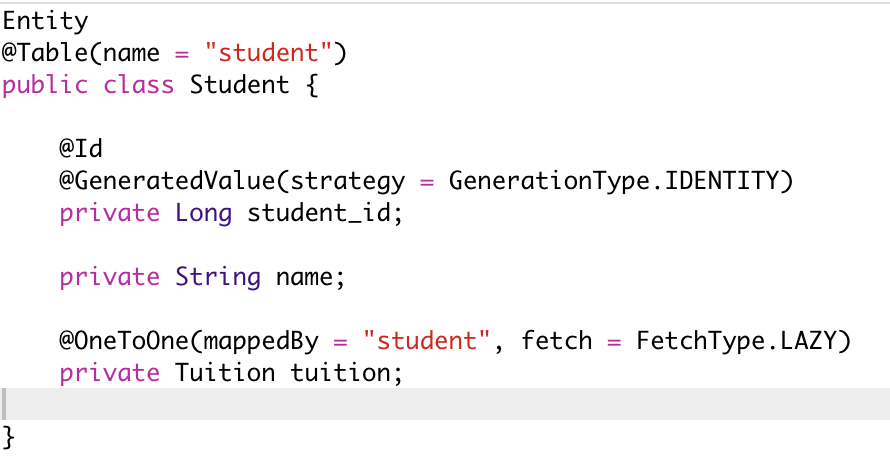 Entity
@Table(name = "student")
public class Student {
@Id
@GeneratedValue(strategy = GenerationType.IDENTITY)
private Long student_id;
private String name;
@OneToOne(mappedBy = "student", fetch = FetchType.LAZY)
private Tuition tuition;
}